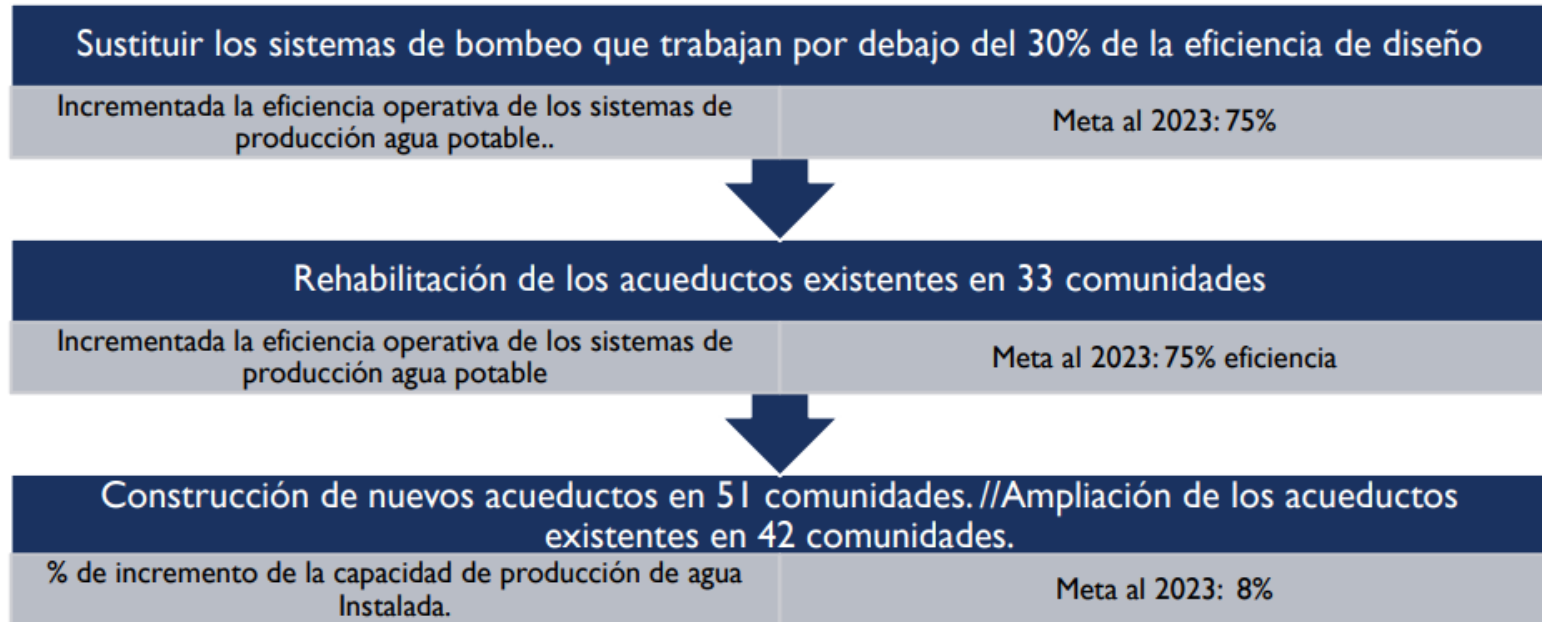 Sustituir los sistemas de bombeo que trabajan por debajo del 30% de la eficiencia de diseño
Incrementada la eficiencia operativa de los sistemas de
producción agua potable..
Meta al 2023: 75%
Rehabilitación de los acueductos existentes en 33 comunidades
Incrementada la eficiencia operativa de los sistemas de
producción agua potable
Meta al 2023: 75% eficiencia
Construcción de nuevos acueductos en 51 comunidades. //Ampliación de los acueductos
existentes en 42 comunidades.
% de incremento de la capacidad de producción de agua
Instalada.
Meta al 2023: 8%